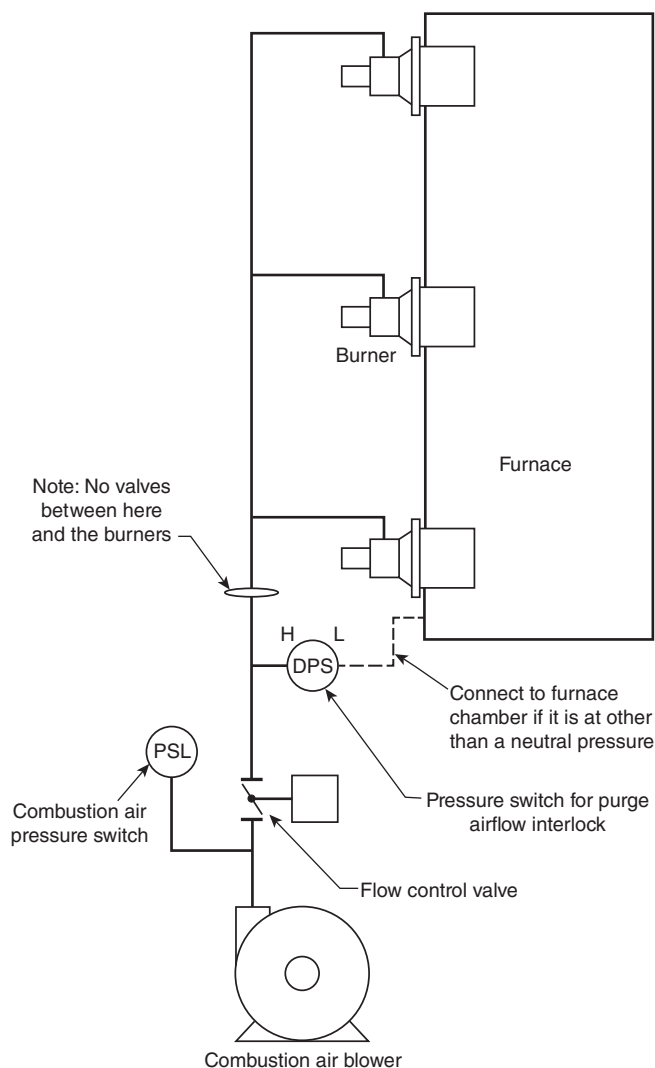 Burner
Furnace
Note: No valves
between here
and the burners
H
L
DPS
Connect to furnace
chamber if it is at other
than a neutral pressure
PSL
Combustion air
pressure switch
Pressure switch for purge
airflow interlock
Flow control valve
Combustion air blower